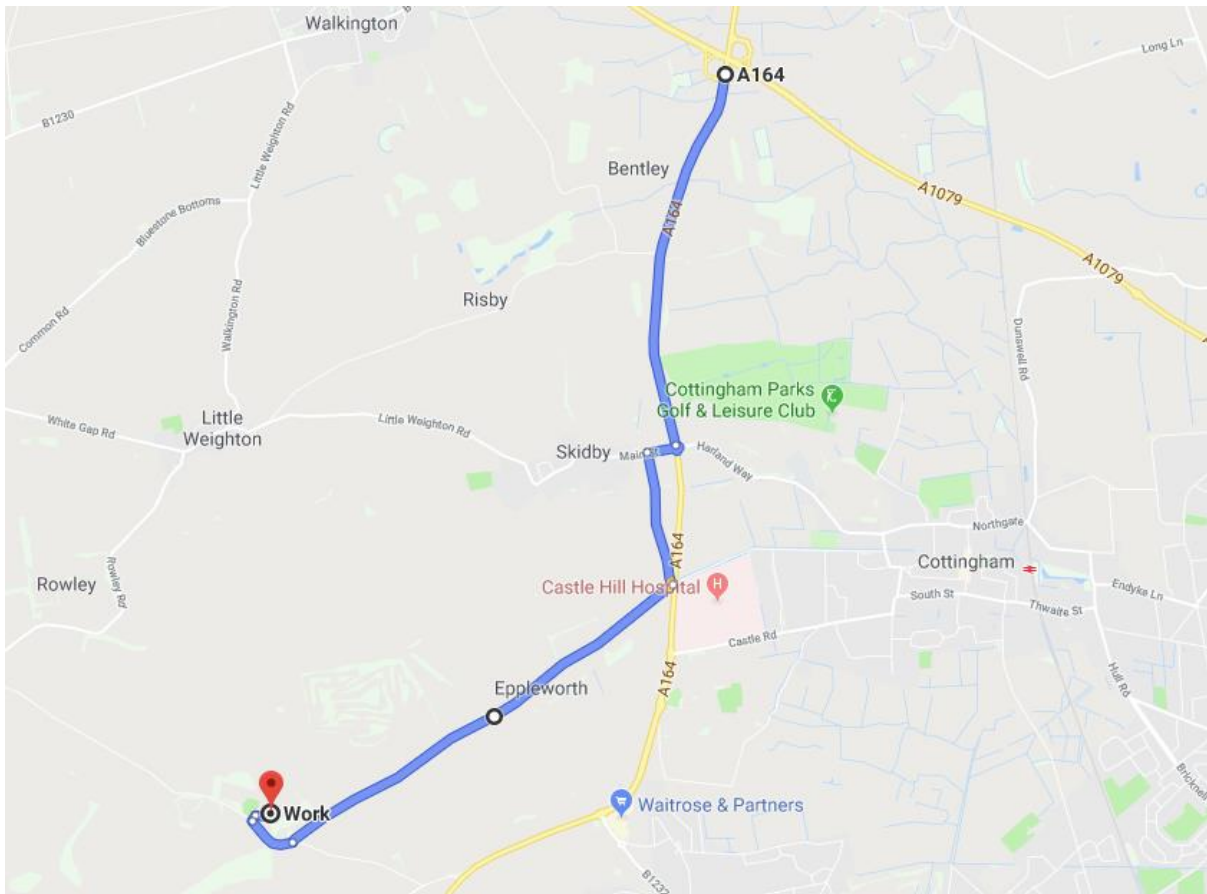 Walkington
Long Ln
A164
B1230
Little Weighton Rd
Bentley
A1079
A164
Bluestone Bottoms
A1079
Risby
Common Rd
Walkington Rd
Dunswell Rd
Cottingham Parks
Golf & Leisure Club
White Gap Rd
Little
Weighton
Little Weighton Rd
Skidby
Main St
Harland Way
Northgate
A164
Cottingham
Rowley
Rowley Rd
Castle Hill Hospital
H
South St
Endyke Ln
Thwaite St
Castle Rd
A164
Hull Rd
Eppleworth
Work
Waitrose & Partners
B1232